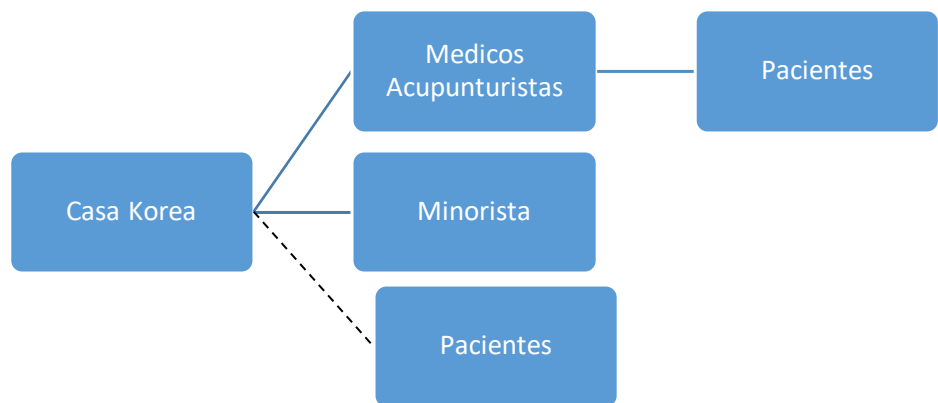 Medicos
Acupunturistas
Pacientes
Casa Korea
Minorista
Pacientes